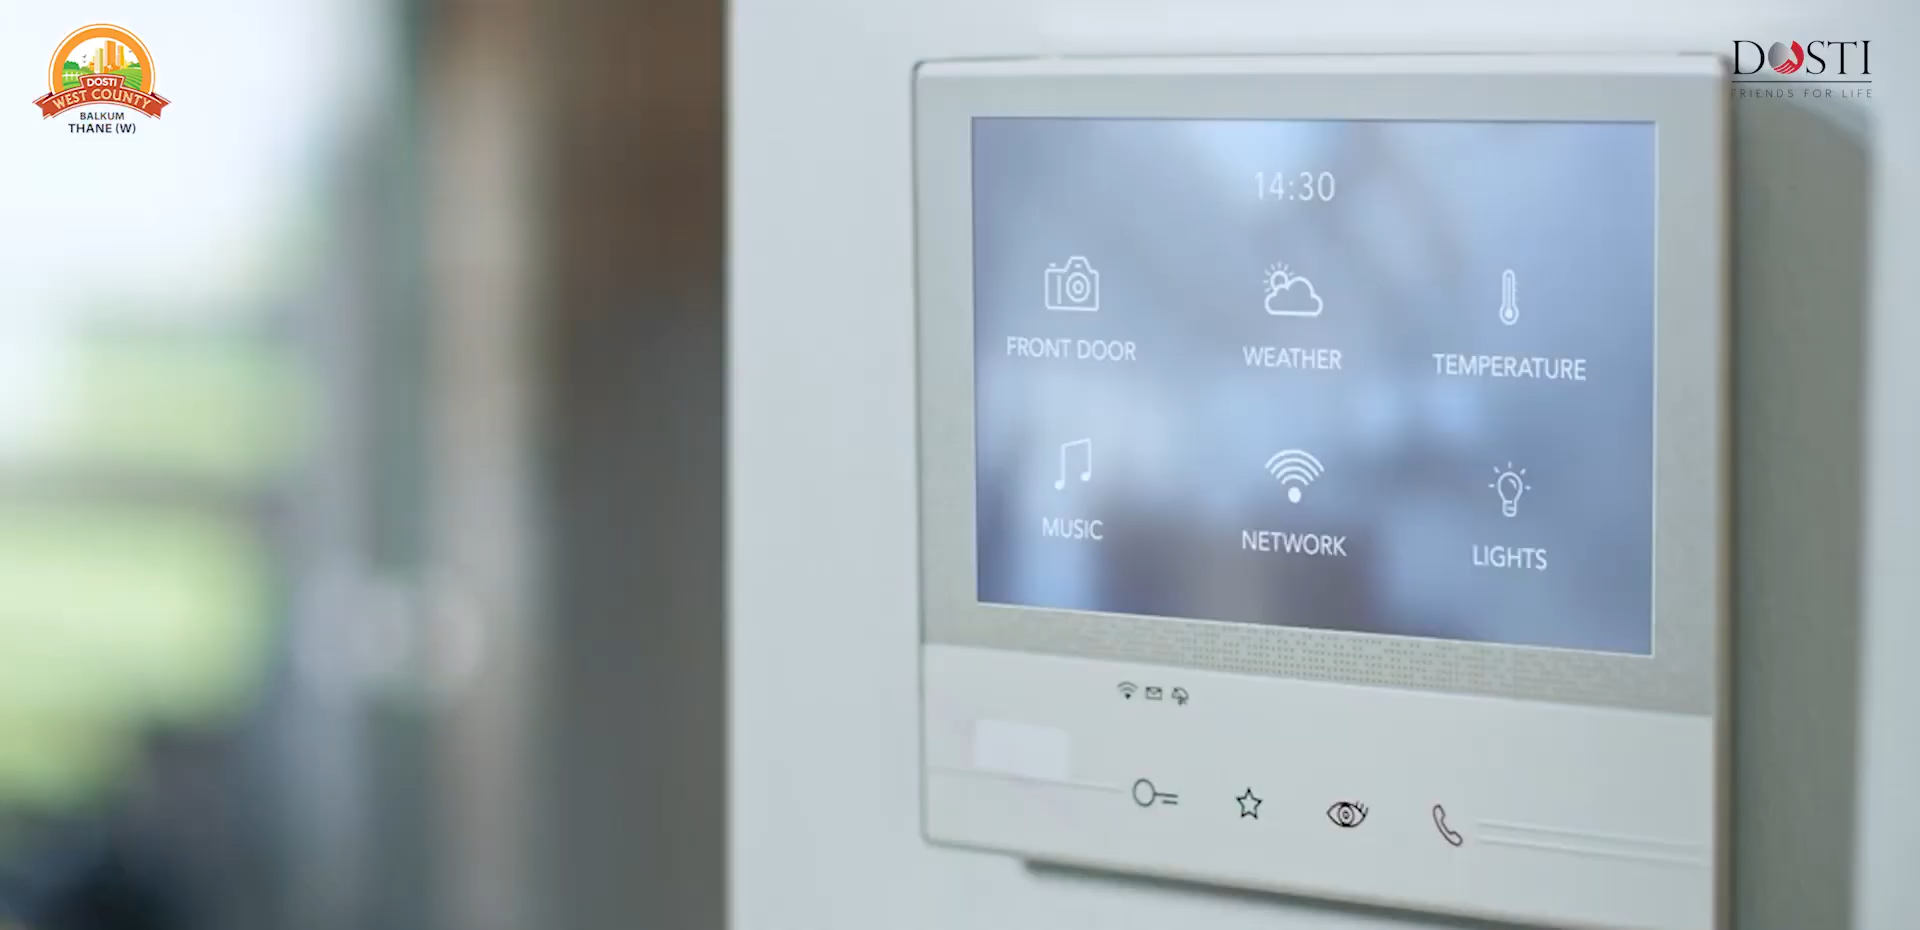 DOSTI
WEST COUNTY
BALKUM
THANE (W)
DOSTI
FRIENDS FOR LIFE
14:30
FRONT DOOR
WEATHER
TEMPERATURE
MUSIC
NETWORK
LIGHTS